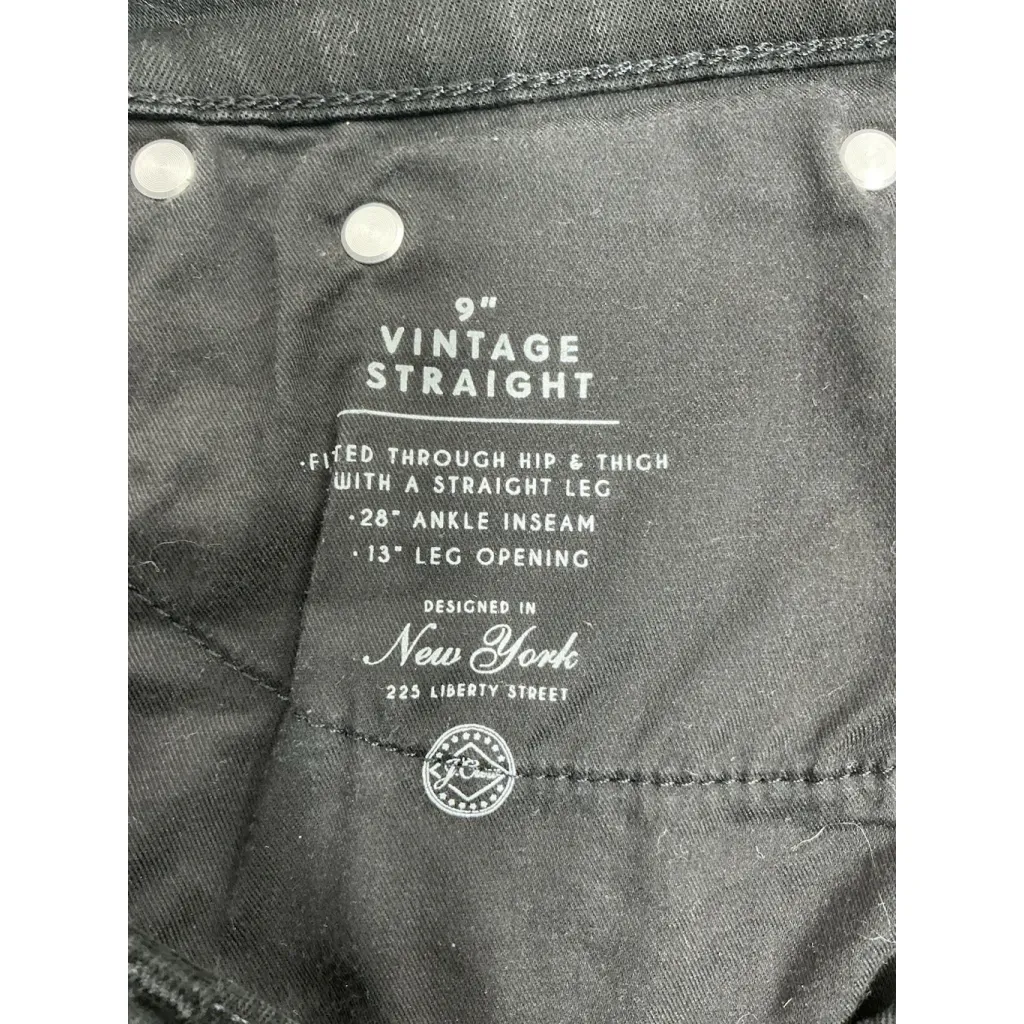 9"
VINTAGE
STRAIGHT
·FITTED THROUGH HIP & THIGH
WITH A STRAIGHT LEG
·28" ANKLE INSEAM
·13" LEG OPENING
DESIGNED IN
New York
225 LIBERTY STREET
J.Crew